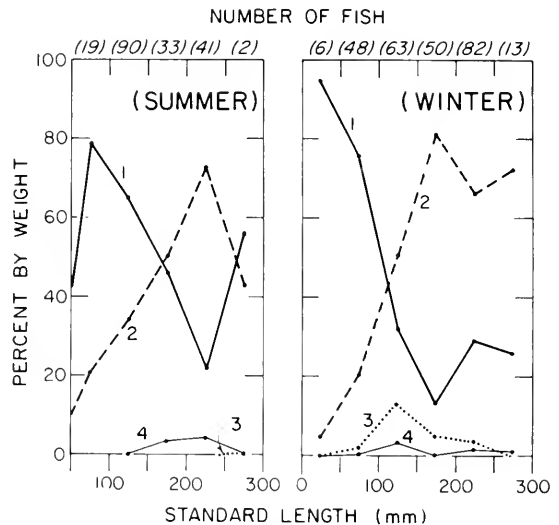 NUMBER OF FISH
(19) (90) (33) (41) (2)
(6) (48) (63) (50) (82) (13)
100
80
60
40
20
0
PERCENT BY WEIGHT
(SUMMER)
(WINTER)
1
2
4
3
1
2
3
4
100 200 300
0 100 200 300
STANDARD LENGTH (mm)